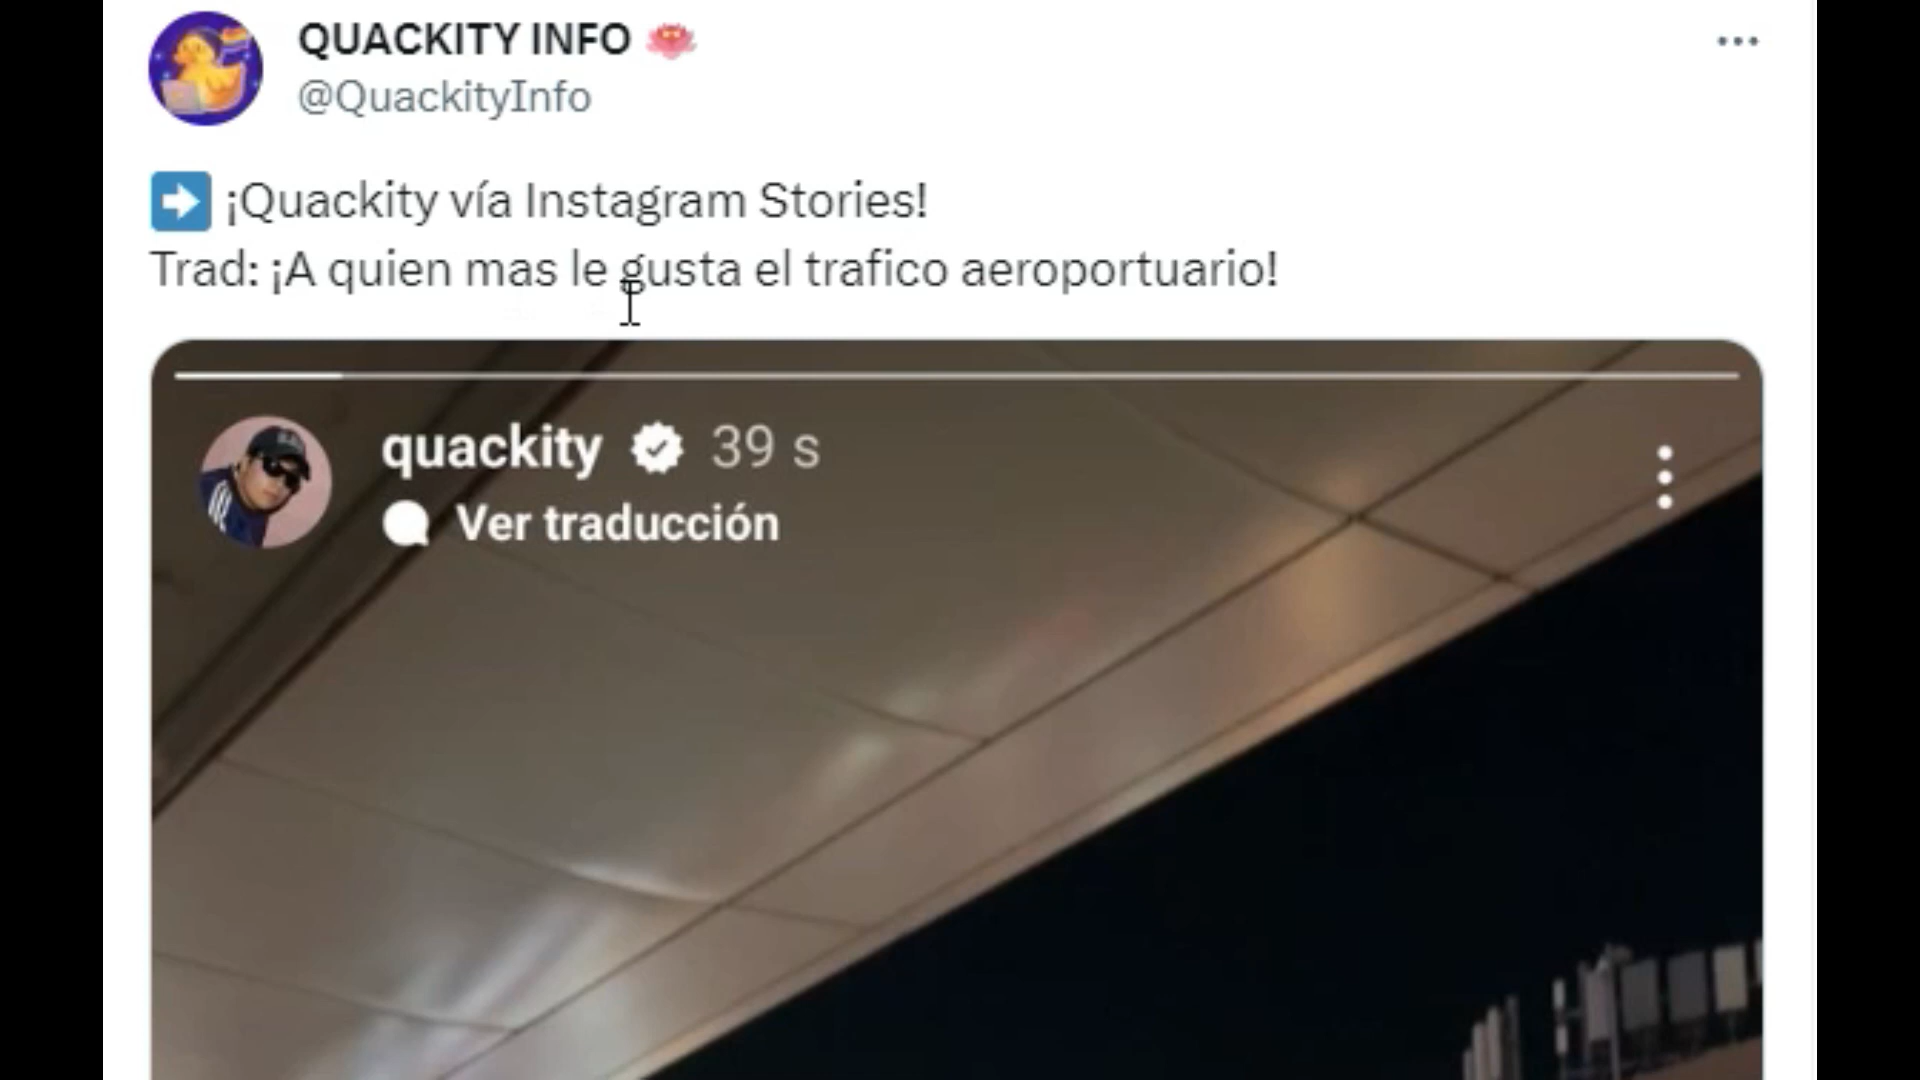 QUACKITY INFO 🪷
@QuackityInfo
➡️ ¡Quackity vía Instagram Stories!
Trad: ¡A quien mas le gusta el trafico aeroportuario!
quackity 39 s
Ver traducción